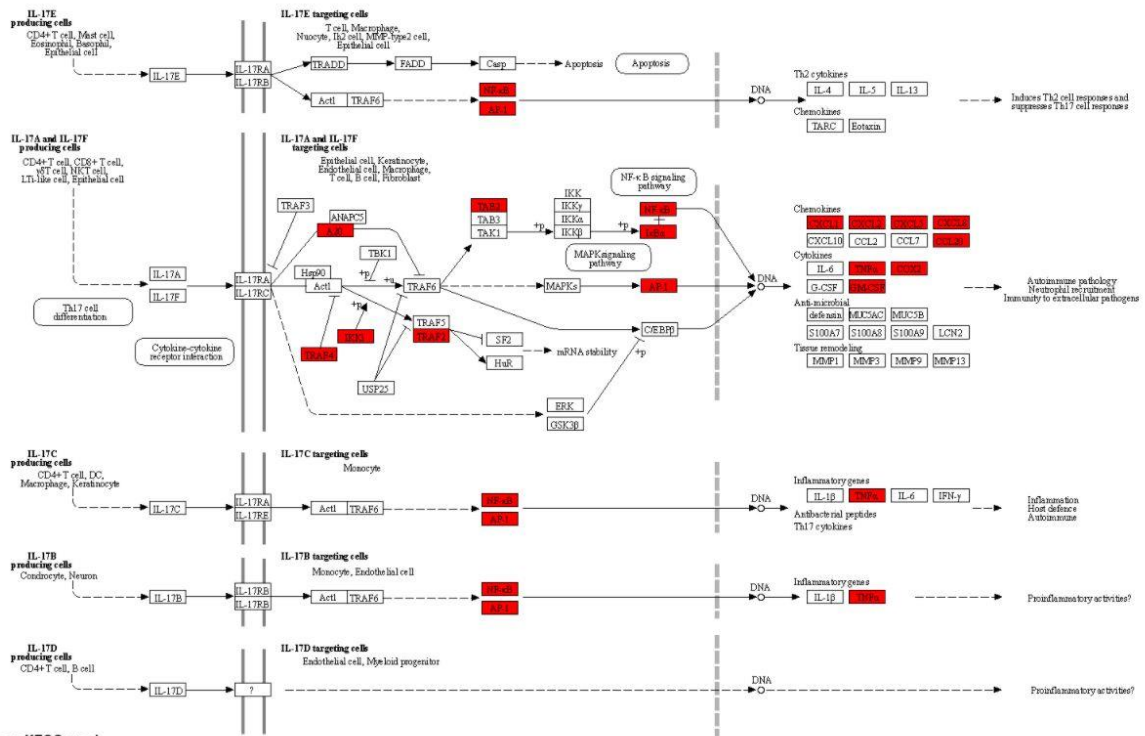 IL-17E
producing cells
CD4+ T cell, Mast cell,
Eosinophil, Basophil,
Epithelial cell
IL-17E
IL-17RA
IL-17RB
IL-17E targeting cells
T cell, Macrophage,
Nuocyte, Ih2 cell, MMP-type2 cell,
Epithelial cell
TRADD
FADD
Casp
Apoptosis
Apoptosis
Act1
TRAF6
NF-κB
AP-1
DNA
Th2 cytokines
IL-4
IL-5
IL-13
Chemokines
TARC
Eotaxin
Induces Th2 cell responses and
suppresses Th17 cell responses
IL-17A and IL-17F
producing cells
CD4+ T cell, CD8+ T cell,
γδT cell, NKT cell,
LTi-like cell, Epithelial cell
IL-17A
IL-17F
IL-17RA
IL-17RC
Th17 cell
differentiation
Cytokine-cytokine
receptor interaction
IL-17A and IL-17F
targeting cells
Epithelial cell, Keratinocyte,
Endothelial cell, Macrophage,
T cell, B cell, Fibroblast
TRAF3
ANAPC5
A20
TAB2
TAB3
TAK1
+p
IKK
IKKγ
IKKα
IKKβ
+p
NF-κB signaling
pathway
NF-κB
IκBα
TBK1
+p
+u
Hsp90
Act1
TRAF6
MAPK signaling
pathway
MAPKs
AP-1
+p
IKKi
TRAF4
TRAF5
TRAF2
SF2
HuR
mRNA stability
USP25
C/EBPβ
+p
ERK
GSK3β
DNA
Chemokines
CXCL1
CXCL2
CXCL5
CXCL10
CCL2
CCL7
CCL20
Cytokines
IL-6
TNFα
COX2
G-CSF
GM-CSF
Anti-microbial
defensin
MUC5AC
MUC5B
S100A7
S100A8
S100A9
LCN2
Tissue remodeling
MMP1
MMP3
MMP9
MMP13
Autoimmune pathology
Neutrophil recruitment
Immunity to extracellular pathogens
IL-17C
producing cells
CD4+ T cell, DC,
Macrophage, Keratinocyte
IL-17C
IL-17RA
IL-17RE
IL-17C targeting cells
Monocyte
Act1
TRAF6
NF-κB
AP-1
DNA
Inflammatory genes
IL-1β
TNFα
IL-6
IFN-γ
Antibacterial peptides
Th17 cytokines
Inflammation
Host defence
Autoimmune
IL-17B
producing cells
Condrocyte, Neuron
IL-17B
IL-17RB
IL-17RB
IL-17B targeting cells
Monocyte, Endothelial cell
Act1
TRAF6
NF-κB
AP-1
DNA
Inflammatory genes
IL-1β
TNFα
Proinflammatory activities?
IL-17D
producing cells
CD4+ T cell, B cell
IL-17D
?
IL-17D targeting cells
Endothelial cell, Myeloid progenitor
DNA
Proinflammatory activities?